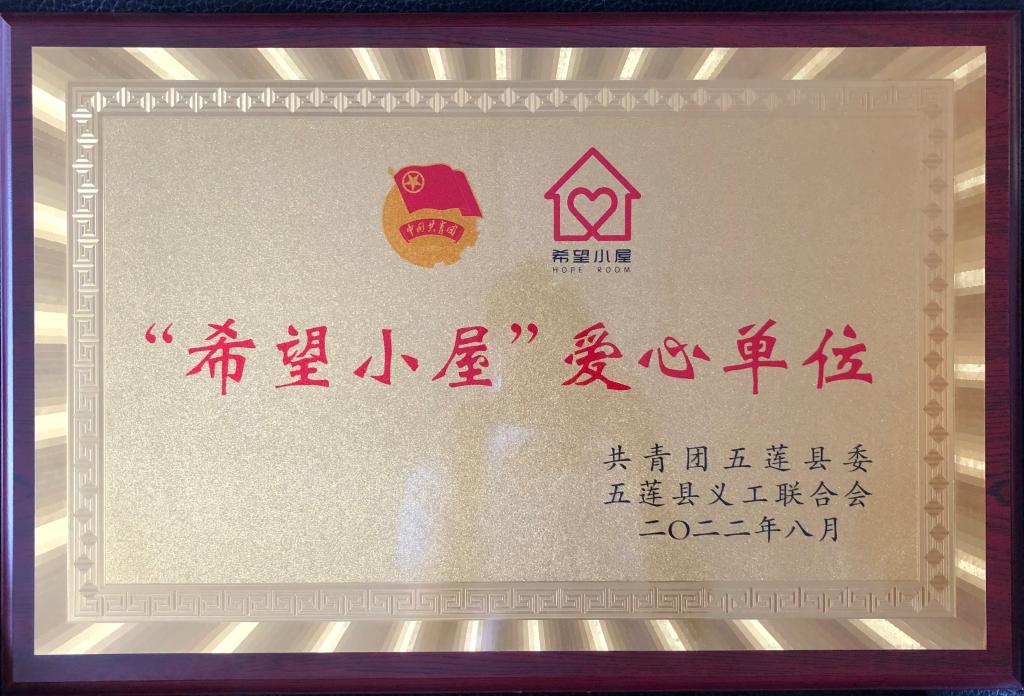 中国共青团
希望小屋
HOPE ROOM
“希望小屋”爱心单位
共青团五莲县委
五莲县义工联合会
二〇二二年八月